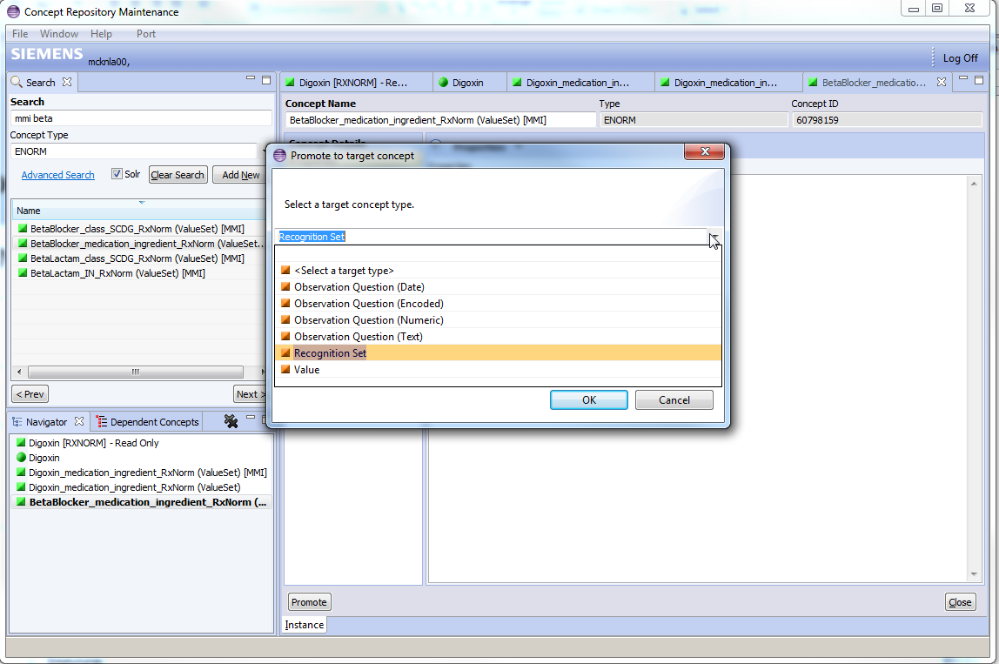 Concept Repository Maintenance
File Window Help Port
SIEMENS mcknla00,
Log Off
Search
Search
mmi beta
Concept Type
ENORM
Advanced Search Solr Clear Search Add New
Name
BetaBlocker_class_SCDG_RxNorm (ValueSet) [MMI]
BetaBlocker_medication_ingredient_RxNorm (ValueSet...
BetaLactam_class_SCDG_RxNorm (ValueSet) [MMI]
BetaLactam_IN_RxNorm (ValueSet) [MMI]
< Prev Next >
Navigator Dependent Concepts
Digoxin [RXNORM] - Read Only
Digoxin
Digoxin_medication_ingredient_RxNorm (ValueSet) [MMI]
Digoxin_medication_ingredient_RxNorm (ValueSet)
BetaBlocker_medication_ingredient_RxNorm (...
Digoxin [RXNORM] - Re... Digoxin Digoxin_medication_in... Digoxin_medication_in... BetaBlocker_medicatio...
Concept Name Type Concept ID
BetaBlocker_medication_ingredient_RxNorm (ValueSet) [MMI] ENORM 60798159
Concept Details Properties
Promote to target concept
Select a target concept type.
Recognition Set
<Select a target type>
Observation Question (Date)
Observation Question (Encoded)
Observation Question (Numeric)
Observation Question (Text)
Recognition Set
Value
OK Cancel
Promote Close
Instance